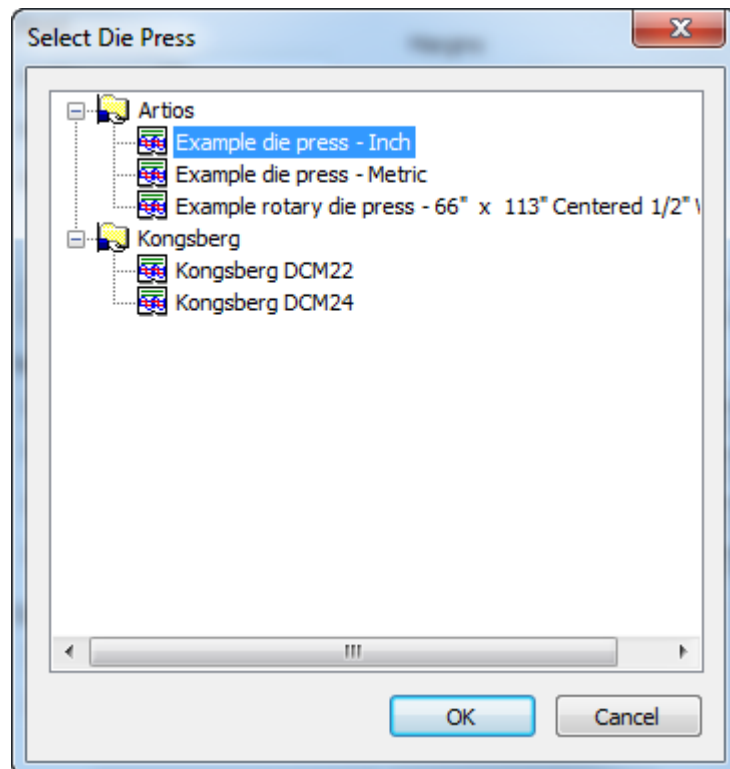 Select Die Press
Margins
Artios
Example die press - Inch
Example die press - Metric
Example rotary die press - 66" x 113" Centered 1/2"
Kongsberg
Kongsberg DCM22
Kongsberg DCM24
OK
Cancel